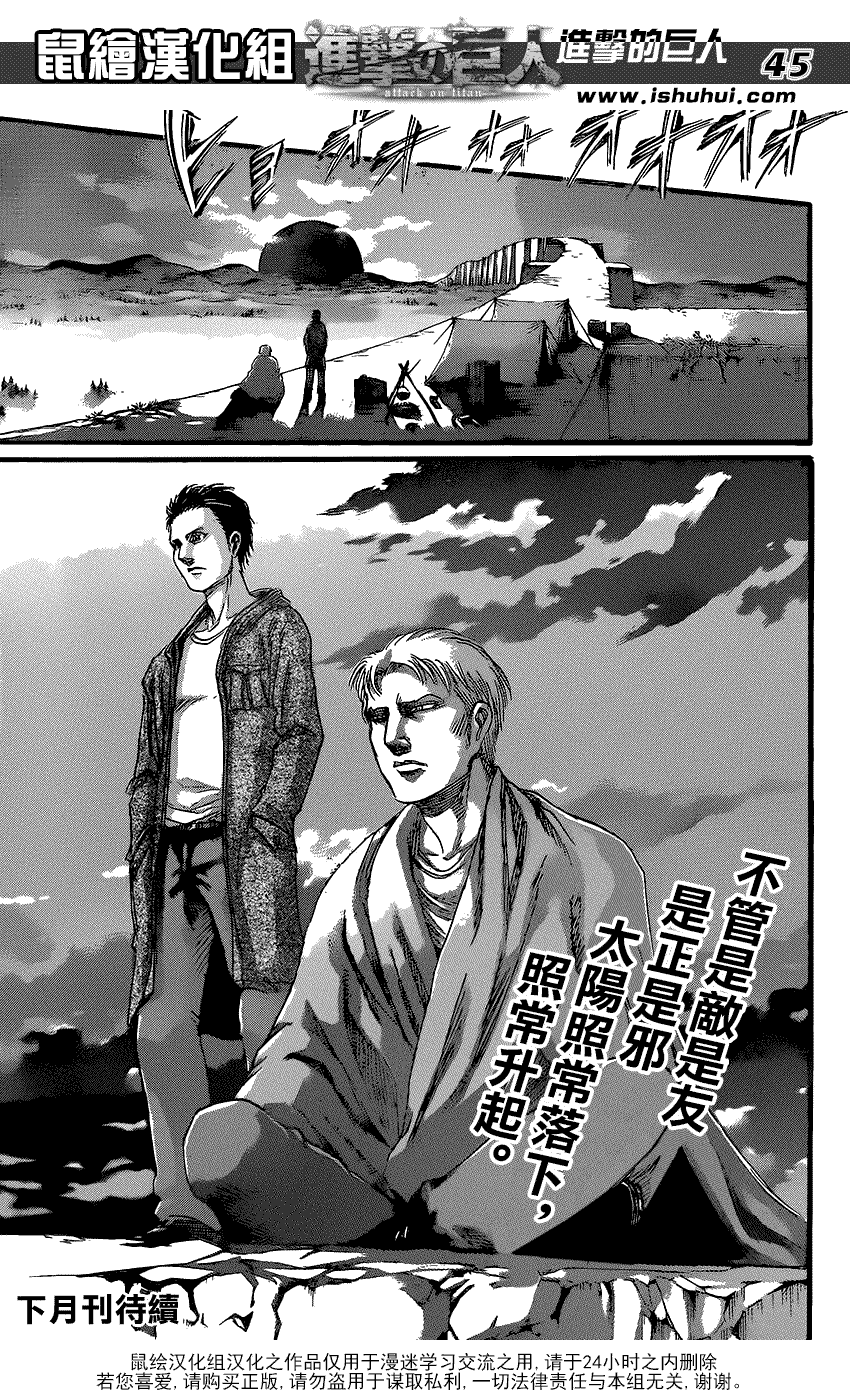 鼠繪漢化組
進撃の巨人
attack on titan
進擊的巨人
45
www.ishuhui.com
ビュオオオオオオ
不管是敵是友
是正是邪
太陽照常落下，
照常升起。
下月刊待續
鼠绘汉化组汉化之作品仅用于漫迷学习交流之用, 请于24小时之内删除
若您喜爱, 请购买正版, 请勿盗用于谋取私利, 一切法律责任与本组无关, 谢谢。